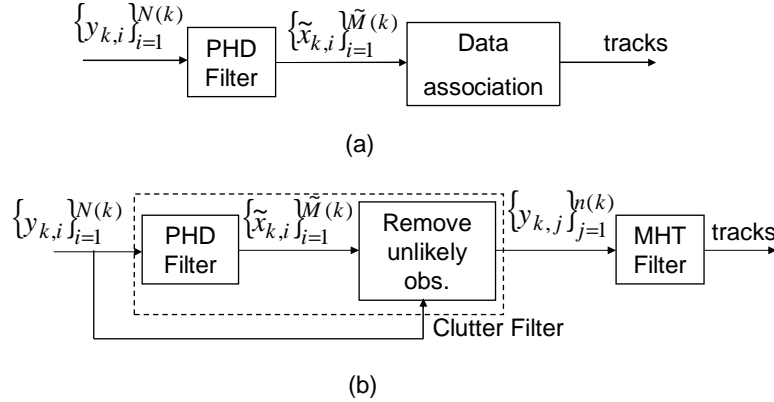 {y_{k,i}}_{i=1}^{N(k)}
PHD
Filter
{x̃_{k,i}}_{i=1}^{M̃(k)}
Data
association
tracks
(a)
{y_{k,i}}_{i=1}^{N(k)}
PHD
Filter
{x̃_{k,i}}_{i=1}^{M̃(k)}
Remove
unlikely
obs.
{y_{k,j}}_{j=1}^{n(k)}
MHT
Filter
tracks
Clutter Filter
(b)